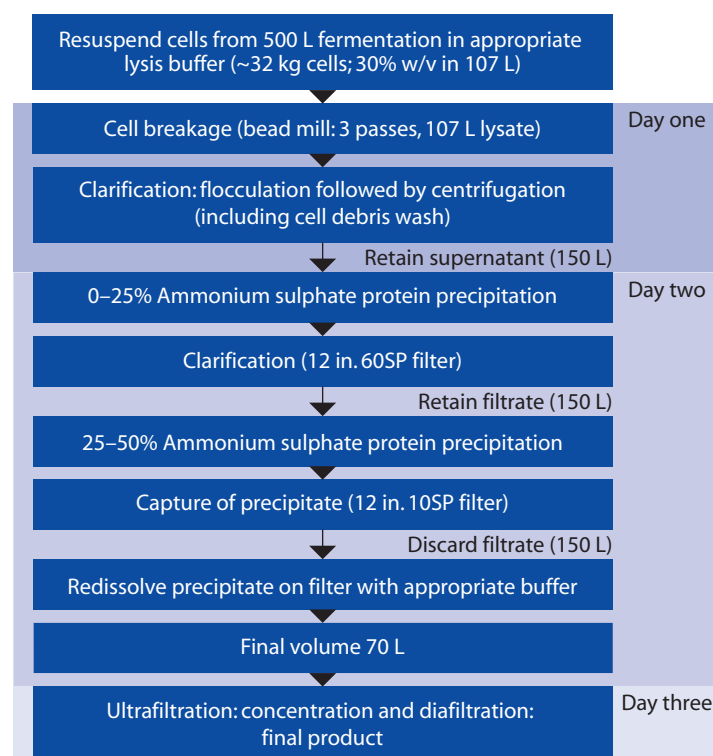 Resuspend cells from 500 L fermentation in appropriate
lysis buffer (~32 kg cells; 30% w/v in 107 L)
Cell breakage (bead mill: 3 passes, 107 L lysate)
Day one
Clarification: flocculation followed by centrifugation
(including cell debris wash)
Retain supernatant (150 L)
0–25% Ammonium sulphate protein precipitation
Day two
Clarification (12 in. 60SP filter)
Retain filtrate (150 L)
25–50% Ammonium sulphate protein precipitation
Capture of precipitate (12 in. 10SP filter)
Discard filtrate (150 L)
Redissolve precipitate on filter with appropriate buffer
Final volume 70 L
Ultrafiltration: concentration and diafiltration:
final product
Day three